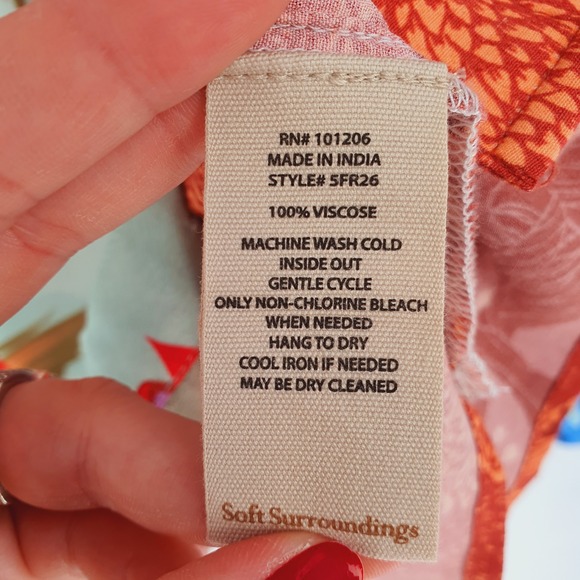 RN# 101206
MADE IN INDIA
STYLE# 5FR26
100% VISCOSE
MACHINE WASH COLD
INSIDE OUT
GENTLE CYCLE
ONLY NON-CHLORINE BLEACH
WHEN NEEDED
HANG TO DRY
COOL IRON IF NEEDED
MAY BE DRY CLEANED
Soft Surroundings